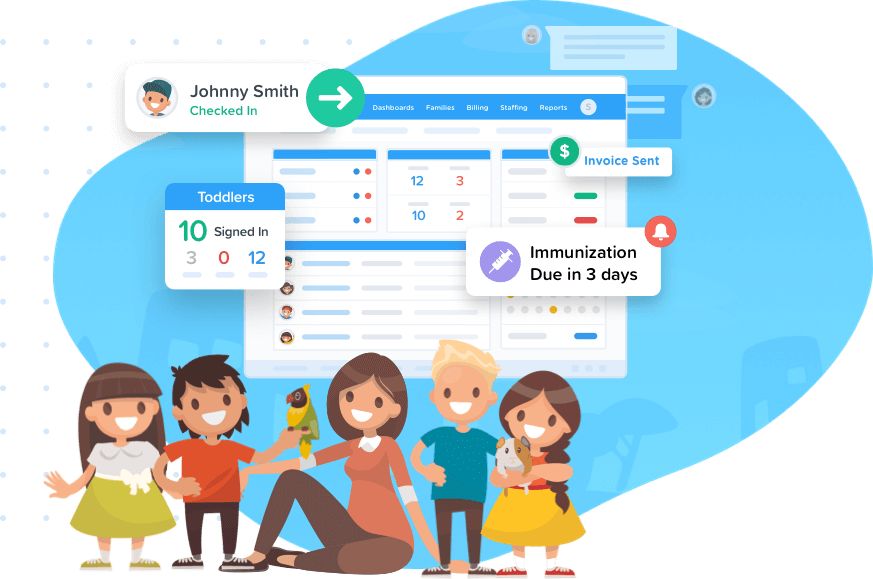 Johnny Smith
Checked In
Dashboards Families Billing Staffing Reports S
$ Invoice Sent
Toddlers
10 Signed In
3 0 12
12 3
10 2
Immunization
Due in 3 days